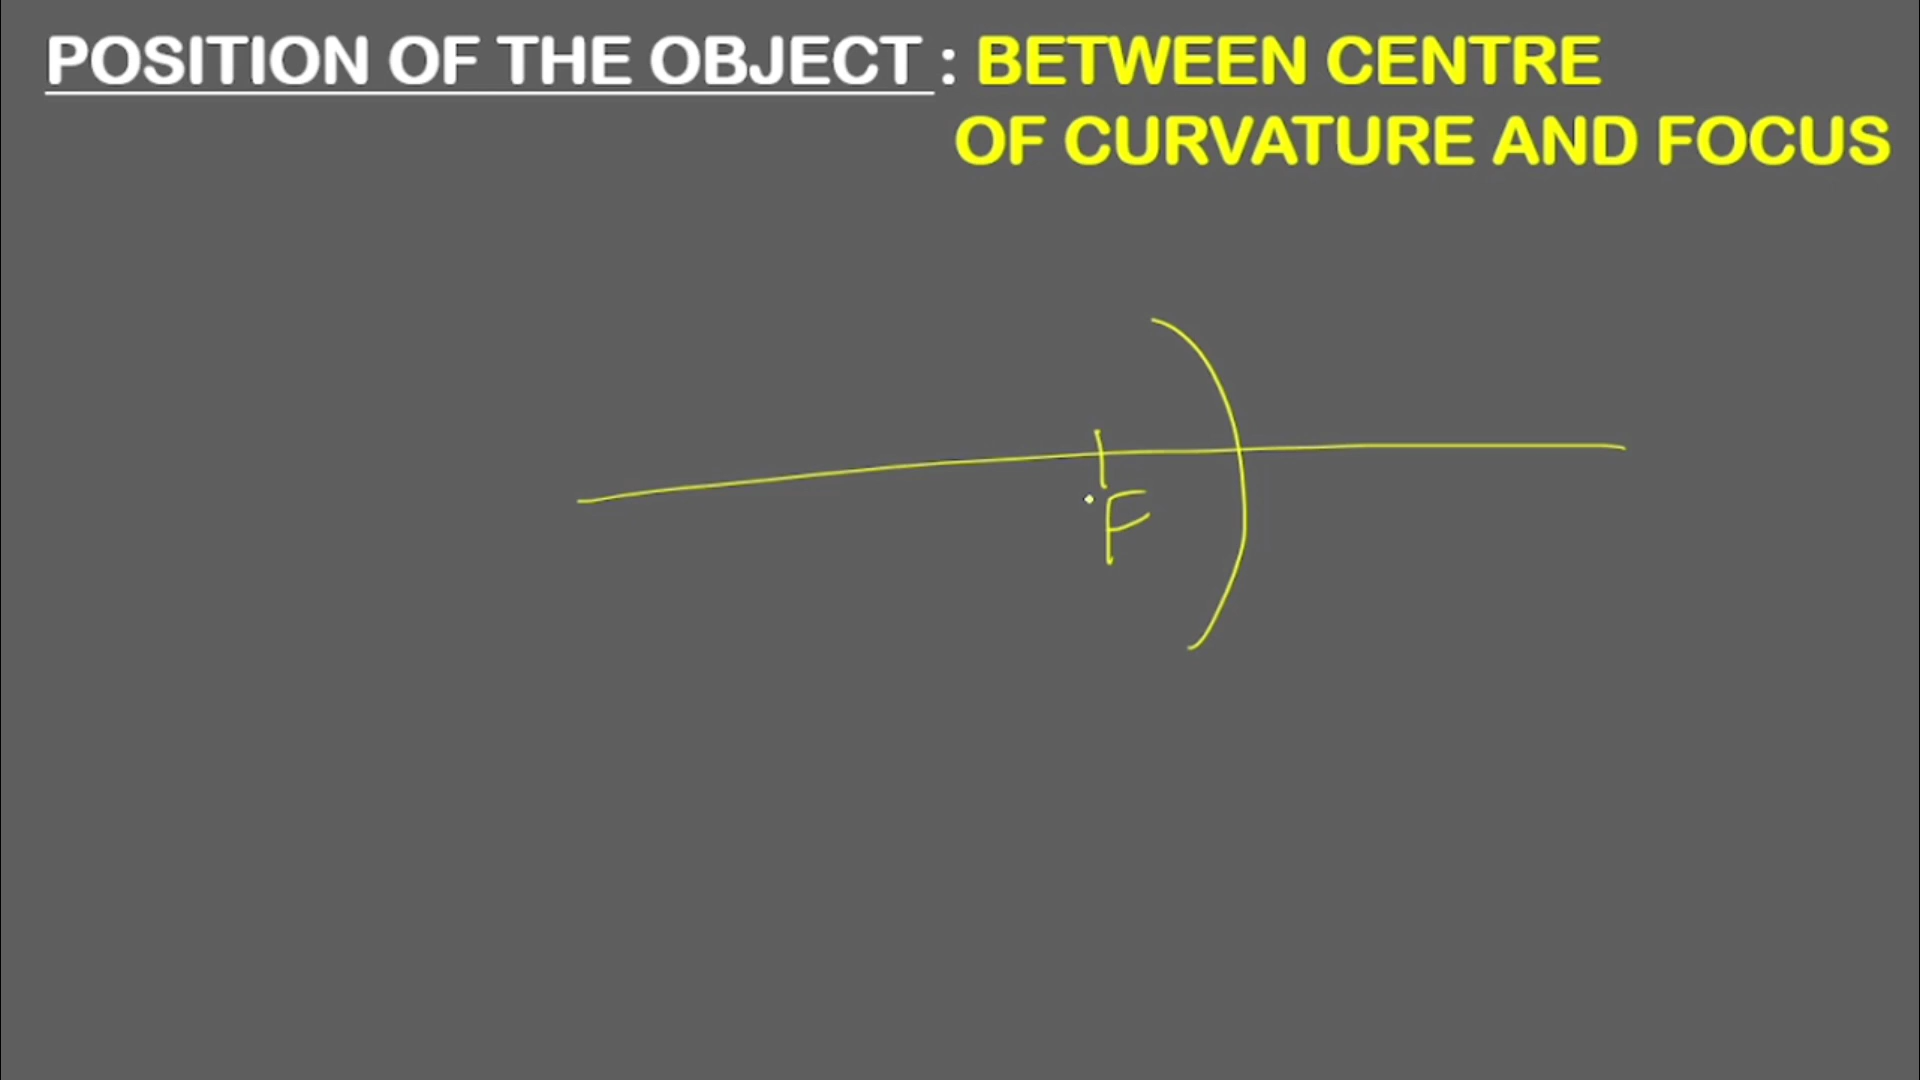 POSITION OF THE OBJECT : BETWEEN CENTRE
OF CURVATURE AND FOCUS
F